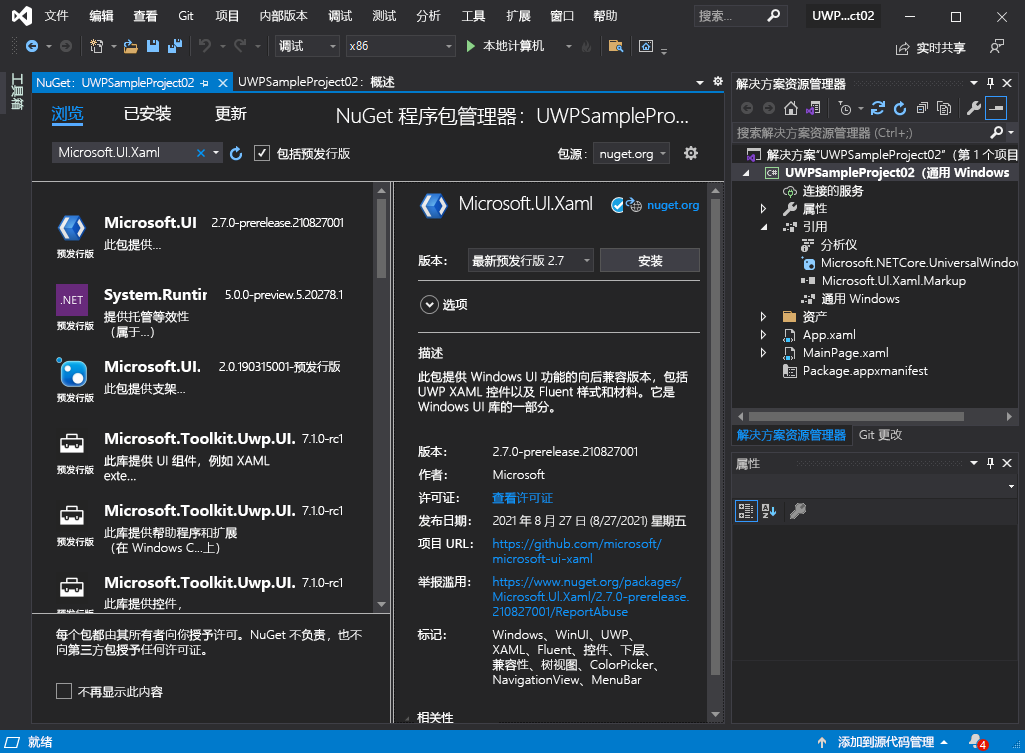 文件 编辑 查看 Git 项目 内部版本 调试 测试 分析 工具 扩展 窗口 帮助 搜索... UWP...ct02
调试 x86 本地计算机 实时共享
工具箱
NuGet：UWPSampleProject02 UWPSampleProject02：概述
浏览 已安装 更新
NuGet 程序包管理器：UWPSamplePro...
Microsoft.UI.Xaml 包括预发行版
包源： nuget.org
Microsoft.UI 2.7.0-prerelease.210827001
此包提供...
预发行版
.NET
System.Runtir 5.0.0-preview.5.20278.1
提供托管等效性
（属于...）
预发行版
Microsoft.UI. 2.0.190315001-预发行版
此包提供支架...
预发行版
Microsoft.Toolkit.Uwp.UI. 7.1.0-rc1
此库提供 UI 组件，例如 XAML
exte...
预发行版
Microsoft.Toolkit.Uwp.UI. 7.1.0-rc1
此库提供帮助程序和扩展
（在 Windows C...上）
预发行版
Microsoft.Toolkit.Uwp.UI. 7.1.0-rc1
此库提供控件，
预发行版
每个包都由其所有者向你授予许可。NuGet 不负责，也不
向第三方包授予任何许可证。
不再显示此内容
Microsoft.UI.Xaml nuget.org
版本： 最新预发行版 2.7 安装
选项
描述
此包提供 Windows UI 功能的向后兼容版本，包括
UWP XAML 控件以及 Fluent 样式和材料。它是
Windows UI 库的一部分。
版本： 2.7.0-prerelease.210827001
作者： Microsoft
许可证： 查看许可证
发布日期： 2021 年 8 月 27 日 (8/27/2021) 星期五
项目 URL： https://github.com/microsoft/
microsoft-ui-xaml
举报滥用： https://www.nuget.org/packages/
Microsoft.UI.Xaml/2.7.0-prerelease.
210827001/ReportAbuse
标记： Windows、WinUI、UWP、
XAML、Fluent、控件、下层、
兼容性、树视图、ColorPicker、
NavigationView、MenuBar
相关性
解决方案资源管理器
搜索解决方案资源管理器 (Ctrl+;)
解决方案“UWPSampleProject02”（第 1 个项目
C# UWPSampleProject02（通用 Windows
连接的服务
属性
引用
分析仪
Microsoft.NETCore.UniversalWindow
Microsoft.UI.Xaml.Markup
通用 Windows
资产
App.xaml
MainPage.xaml
Package.appxmanifest
解决方案资源管理器 Git 更改
属性
就绪 添加到源代码管理 4